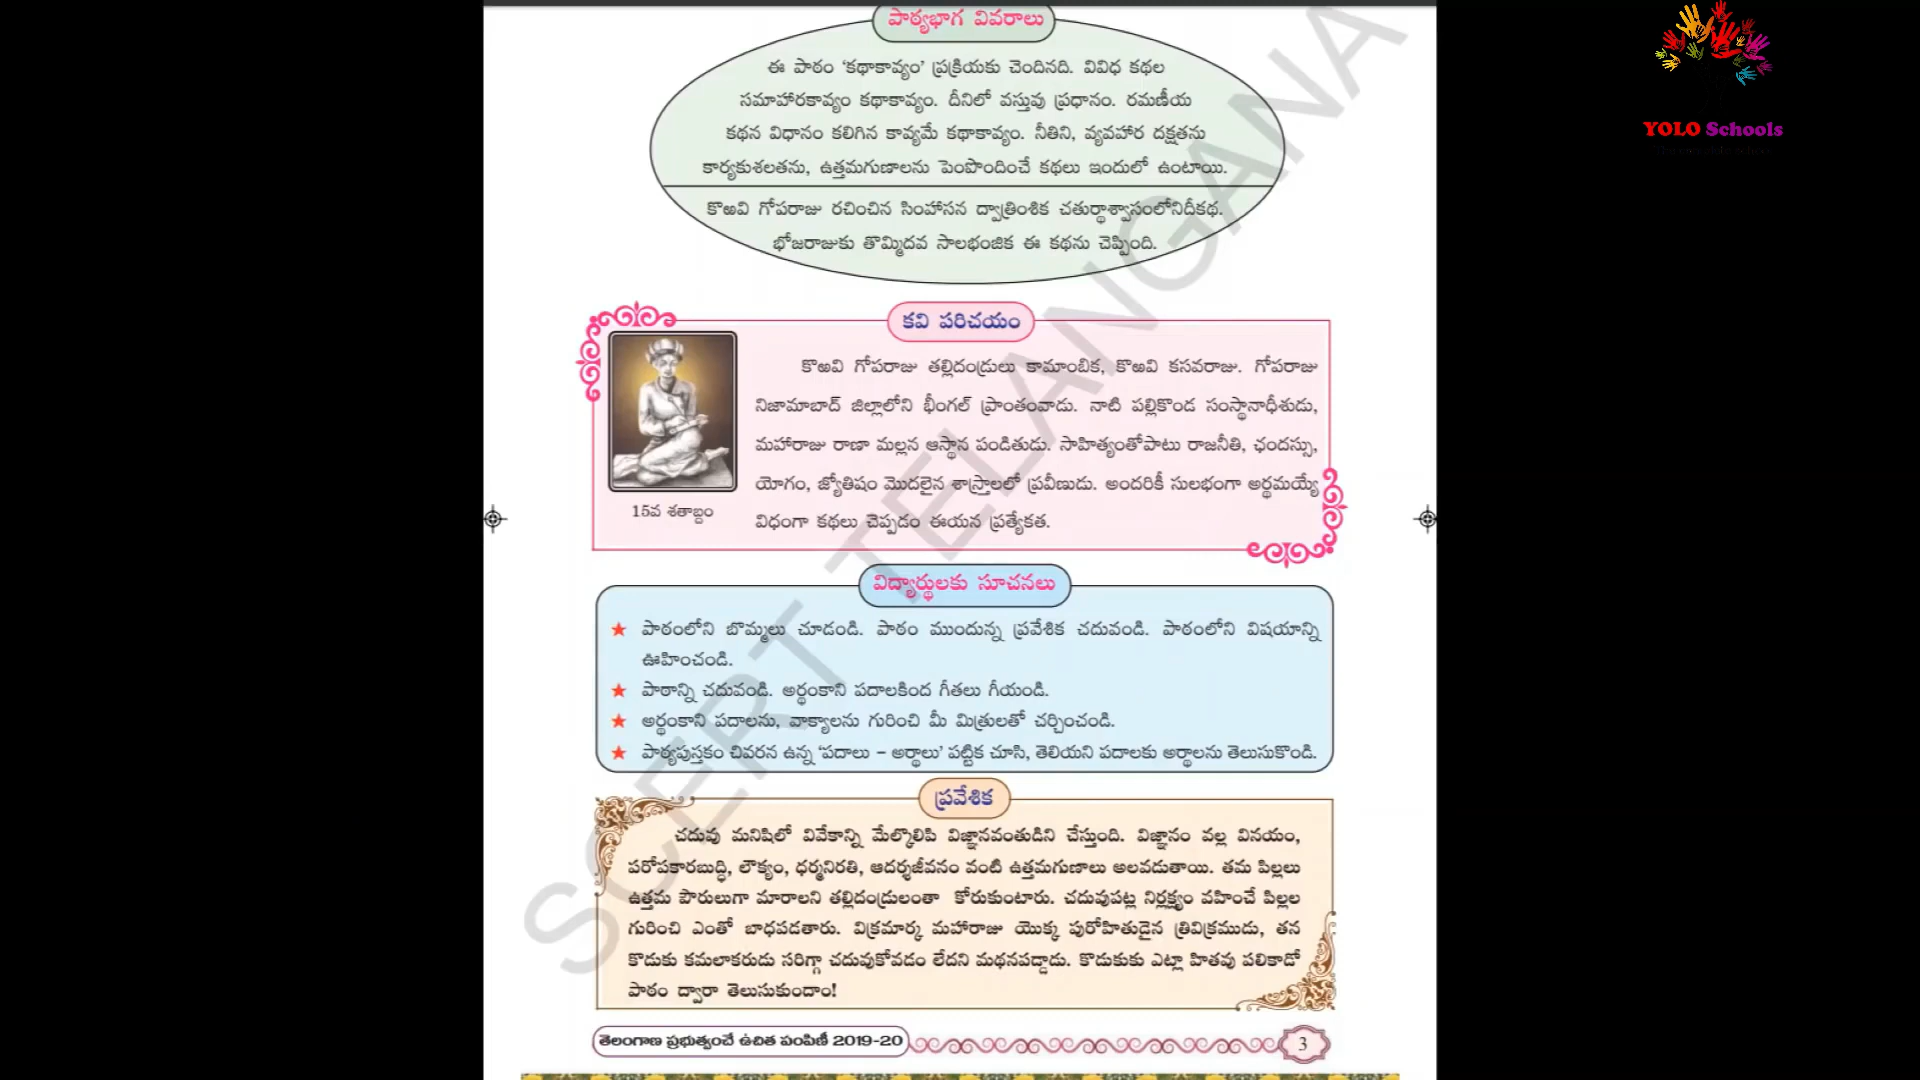 పాఠ్యభాగ వివరాలు
ఈ పాఠం ‘కథాకావ్యం’ ప్రక్రియకు చెందినది. వివిధ కథల
సమాహారకావ్యం కథాకావ్యం. దీనిలో వస్తువు ప్రధానం. రమణీయ
కథన విధానం కలిగిన కావ్యమే కథాకావ్యం. నీతిని, వ్యవహార దక్షతను
కార్యకుశలతను, ఉత్తమగుణాలను పెంపొందించే కథలు ఇందులో ఉంటాయి.
కొఱవి గోపరాజు రచించిన సింహాసన ద్వాత్రింశిక చతుర్థాశ్వాసంలోనిదీకథ.
భోజరాజుకు తొమ్మిదవ సాలభంజిక ఈ కథను చెప్పింది.
కవి పరిచయం
కొఱవి గోపరాజు తల్లిదండ్రులు కామాంబిక, కొఱవి కసవరాజు. గోపరాజు
నిజామాబాద్ జిల్లాలోని భీంగల్ ప్రాంతంవాడు. నాటి పల్లికొండ సంస్థానాధీశుడు,
మహారాజు రాణా మల్లన ఆస్థాన పండితుడు. సాహిత్యంతోపాటు రాజనీతి, ఛందస్సు,
యోగం, జ్యోతిషం మొదలైన శాస్త్రాలలో ప్రవీణుడు. అందరికీ సులభంగా అర్థమయ్యే
విధంగా కథలు చెప్పడం ఈయన ప్రత్యేకత.
15వ శతాబ్దం
విద్యార్థులకు సూచనలు
★ పాఠంలోని బొమ్మలు చూడండి. పాఠం ముందున్న ప్రవేశిక చదువండి. పాఠంలోని విషయాన్ని
ఊహించండి.
★ పాఠాన్ని చదువండి. అర్థంకాని పదాలకింద గీతలు గీయండి.
★ అర్థంకాని పదాలను, వాక్యాలను గురించి మీ మిత్రులతో చర్చించండి.
★ పాఠ్యపుస్తకం చివరన ఉన్న ‘పదాలు – అర్థాలు’ పట్టిక చూసి, తెలియని పదాలకు అర్థాలను తెలుసుకొండి.
ప్రవేశిక
చదువు మనిషిలో వివేకాన్ని మేల్కొలిపి విజ్ఞానవంతుడిని చేస్తుంది. విజ్ఞానం వల్ల వినయం,
పరోపకారబుద్ధి, లౌక్యం, ధర్మనిరతి, ఆదర్శజీవనం వంటి ఉత్తమగుణాలు అలవడుతాయి. తమ పిల్లలు
ఉత్తమ పౌరులుగా మారాలని తల్లిదండ్రులంతా కోరుకుంటారు. చదువుపట్ల నిర్లక్ష్యం వహించే పిల్లల
గురించి ఎంతో బాధపడతారు. విక్రమార్క మహారాజు యొక్క పురోహితుడైన త్రివిక్రముడు, తన
కొడుకు కమలాకరుడు సరిగ్గా చదువుకోవడం లేదని మథనపడ్డాడు. కొడుకుకు ఎట్లా హితవు పలికాడో
పాఠం ద్వారా తెలుసుకుందాం!
తెలంగాణ ప్రభుత్వంచే ఉచిత పంపిణీ 2019-20
3
SCERT TELANGANA
YOLO Schools